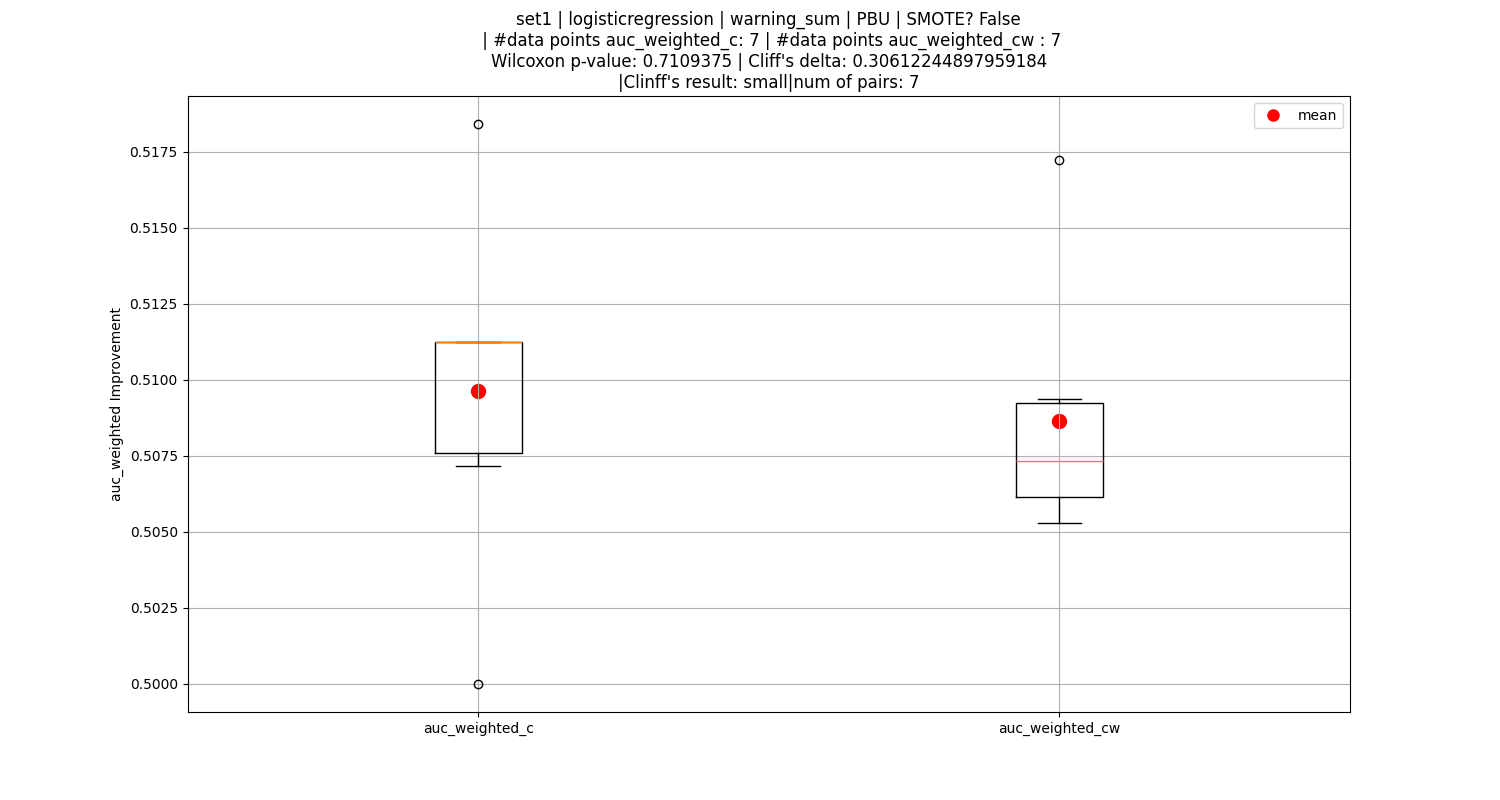 set1 | logisticregression | warning_sum | PBU | SMOTE? False
| #data points auc_weighted_c: 7 | #data points auc_weighted_cw : 7
Wilcoxon p-value: 0.7109375 | Cliff's delta: 0.30612244897959184
|Clinff's result: small|num of pairs: 7
mean
0.5175
0.5150
0.5125
0.5100
0.5075
0.5050
0.5025
0.5000
auc_weighted Improvement
auc_weighted_c
auc_weighted_cw